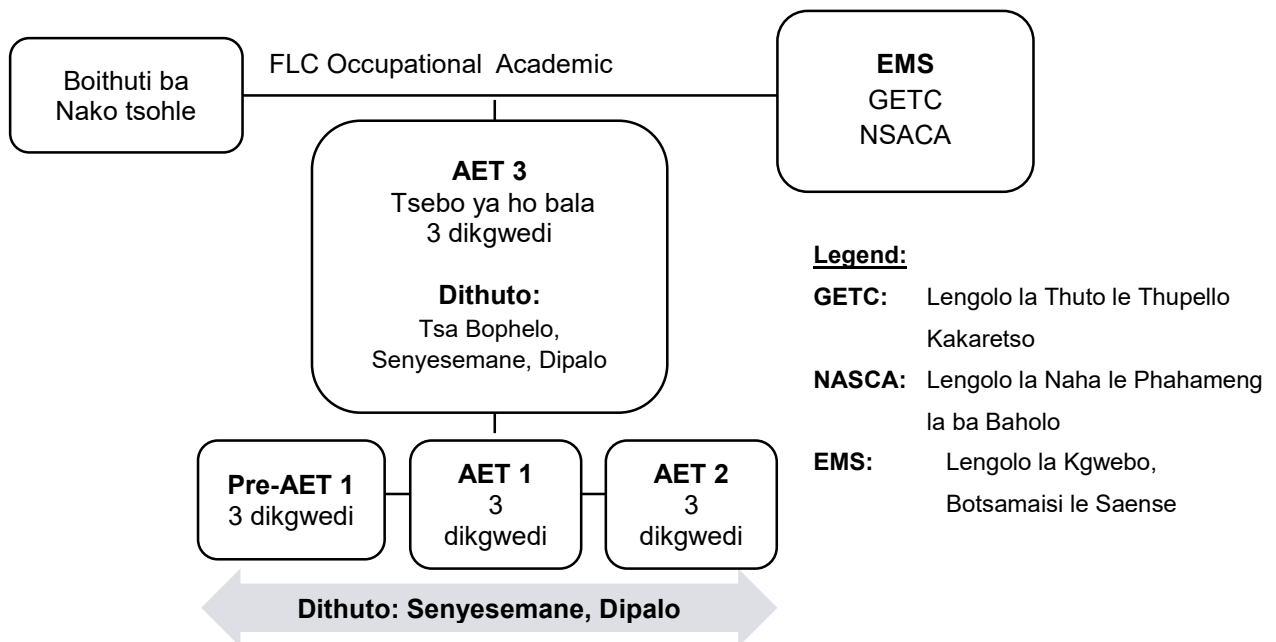 Boithuti ba
Nako tsohle
FLC Occupational Academic
EMS
GETC
NSACA
AET 3
Tsebo ya ho bala
3 dikgwedi
Dithuto:
Tsa Bophelo,
Senyesemane, Dipalo
Legend:
GETC: Lengolo la Thuto le Thupello
Kakaretso
NASCA: Lengolo la Naha le Phahameng
la ba Baholo
EMS: Lengolo la Kgwebo,
Botsamaisi le Saense
Pre-AET 1
3 dikgwedi
AET 1
3
dikgwedi
AET 2
3
dikgwedi
Dithuto: Senyesemane, Dipalo